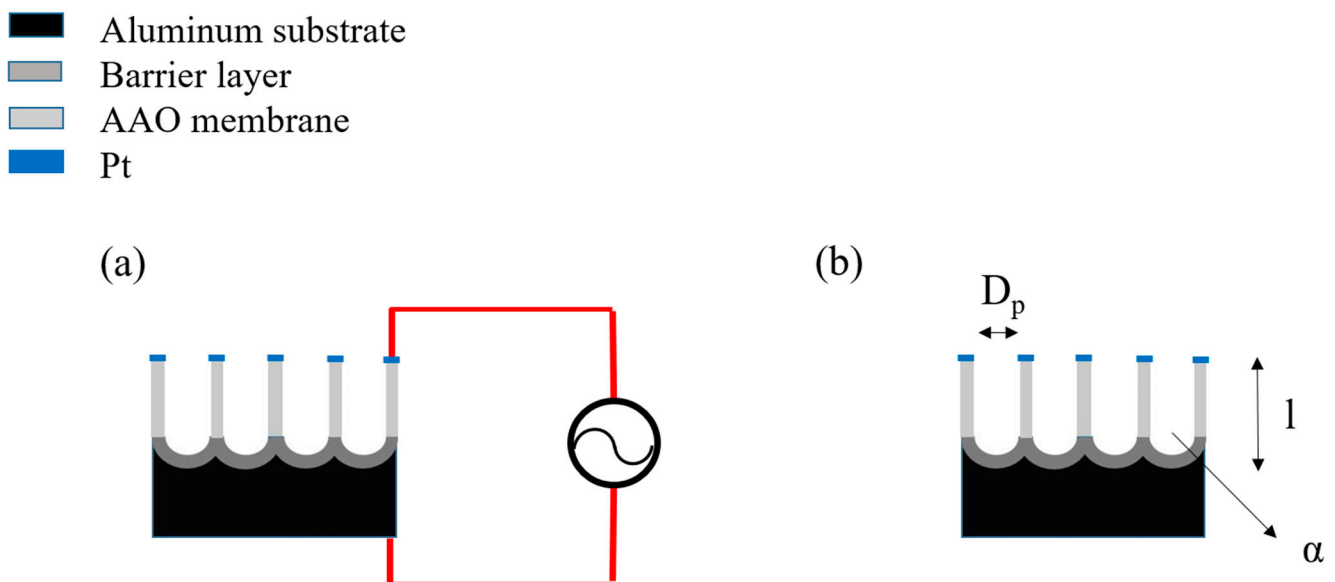 Aluminum substrate
Barrier layer
AAO membrane
Pt
(a)
(b)
Dp
l
α